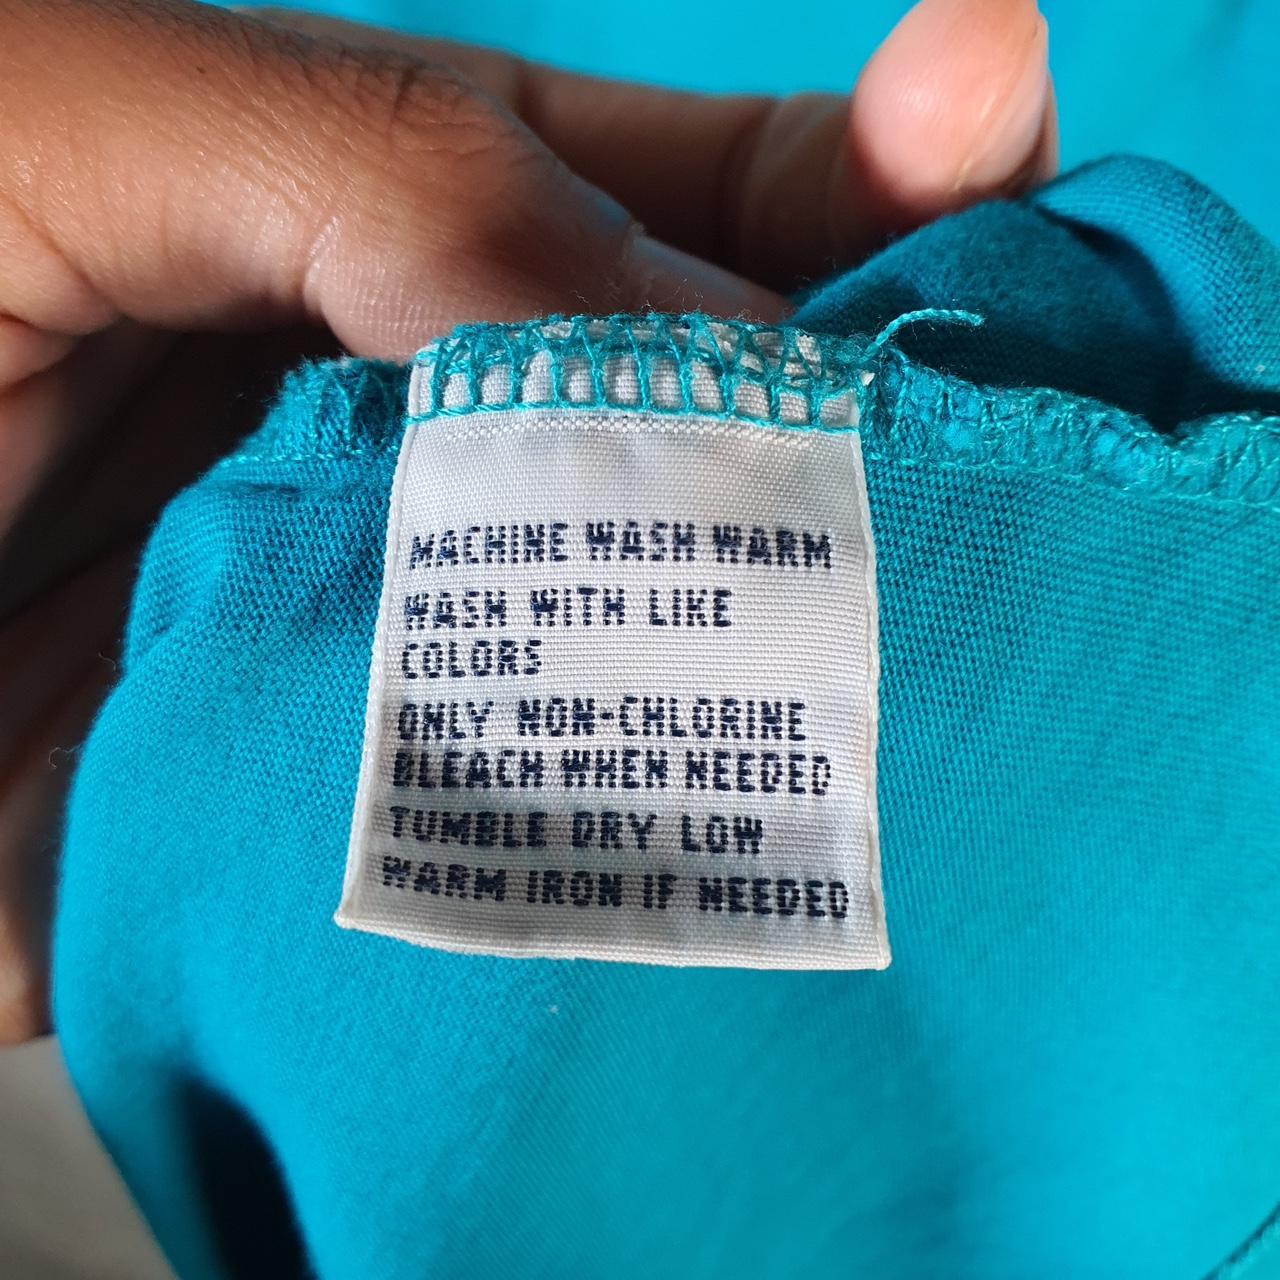 MACHINE WASH WARM
WASH WITH LIKE
COLORS
ONLY NON-CHLORINE
BLEACH WHEN NEEDED
TUMBLE DRY LOW
WARM IRON IF NEEDED